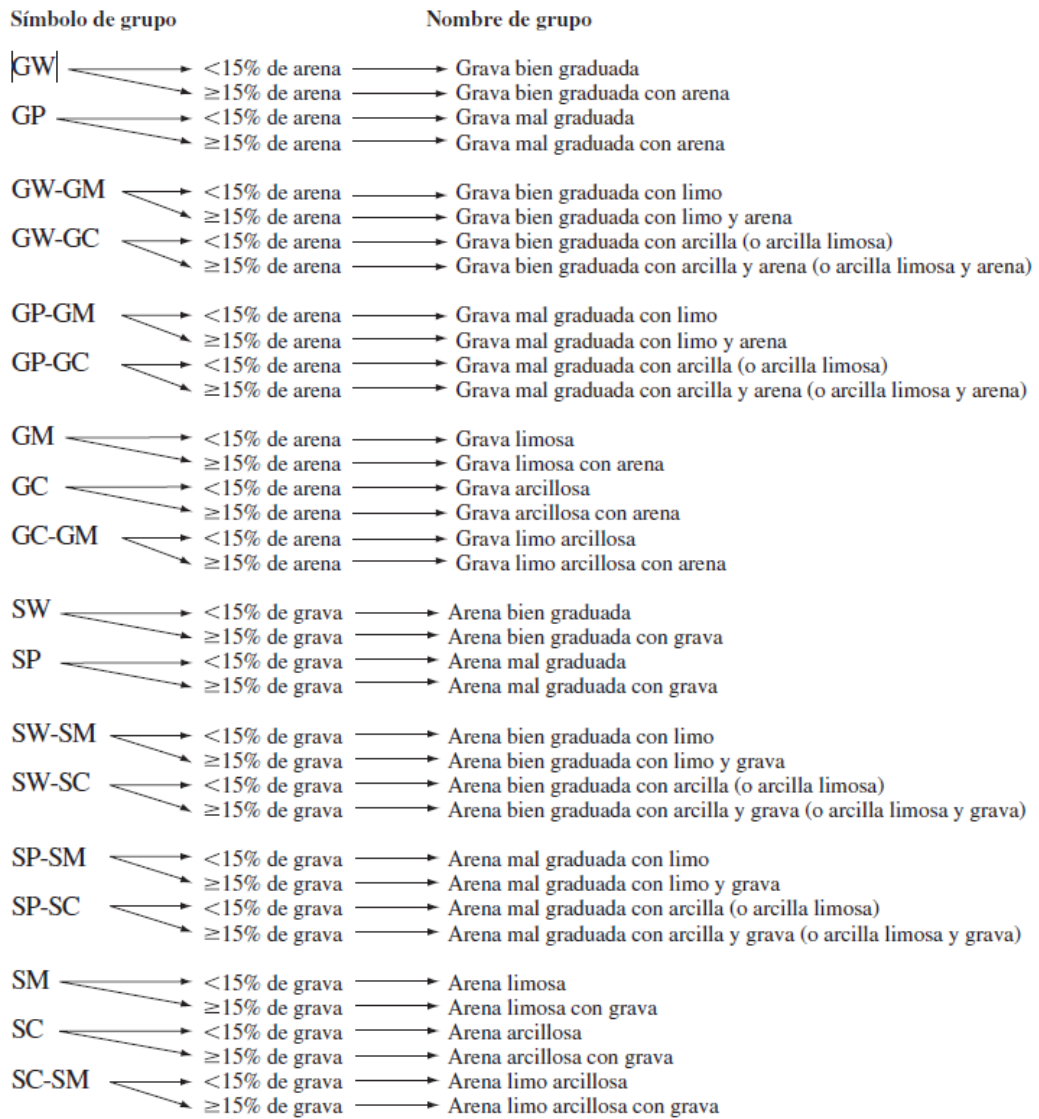 Símbolo de grupo Nombre de grupo
GW <15% de arena Grava bien graduada
≥15% de arena Grava bien graduada con arena
GP <15% de arena Grava mal graduada
≥15% de arena Grava mal graduada con arena
GW-GM <15% de arena Grava bien graduada con limo
≥15% de arena Grava bien graduada con limo y arena
GW-GC <15% de arena Grava bien graduada con arcilla (o arcilla limosa)
≥15% de arena Grava bien graduada con arcilla y arena (o arcilla limosa y arena)
GP-GM <15% de arena Grava mal graduada con limo
≥15% de arena Grava mal graduada con limo y arena
GP-GC <15% de arena Grava mal graduada con arcilla (o arcilla limosa)
≥15% de arena Grava mal graduada con arcilla y arena (o arcilla limosa y arena)
GM <15% de arena Grava limosa
≥15% de arena Grava limosa con arena
GC <15% de arena Grava arcillosa
≥15% de arena Grava arcillosa con arena
GC-GM <15% de arena Grava limo arcillosa
≥15% de arena Grava limo arcillosa con arena
SW <15% de grava Arena bien graduada
≥15% de grava Arena bien graduada con grava
SP <15% de grava Arena mal graduada
≥15% de grava Arena mal graduada con grava
SW-SM <15% de grava Arena bien graduada con limo
≥15% de grava Arena bien graduada con limo y grava
SW-SC <15% de grava Arena bien graduada con arcilla (o arcilla limosa)
≥15% de grava Arena bien graduada con arcilla y grava (o arcilla limosa y grava)
SP-SM <15% de grava Arena mal graduada con limo
≥15% de grava Arena mal graduada con limo y grava
SP-SC <15% de grava Arena mal graduada con arcilla (o arcilla limosa)
≥15% de grava Arena mal graduada con arcilla y grava (o arcilla limosa y grava)
SM <15% de grava Arena limosa
≥15% de grava Arena limosa con grava
SC <15% de grava Arena arcillosa
≥15% de grava Arena arcillosa con grava
SC-SM <15% de grava Arena limo arcillosa
≥15% de grava Arena limo arcillosa con grava